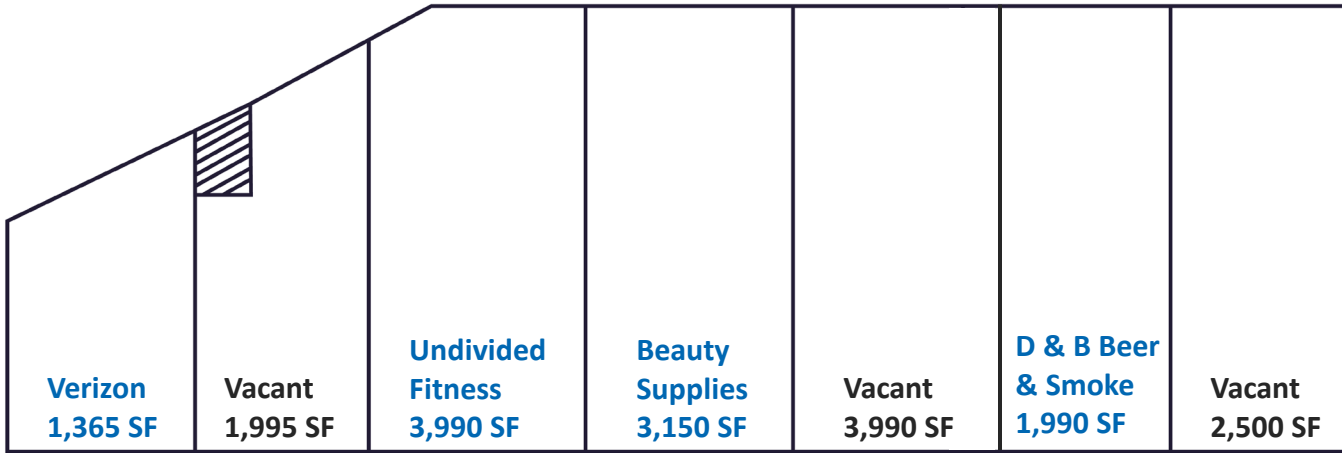 Verizon
1,365 SF
Vacant
1,995 SF
Undivided
Fitness
3,990 SF
Beauty
Supplies
3,150 SF
Vacant
3,990 SF
D & B Beer
& Smoke
1,990 SF
Vacant
2,500 SF